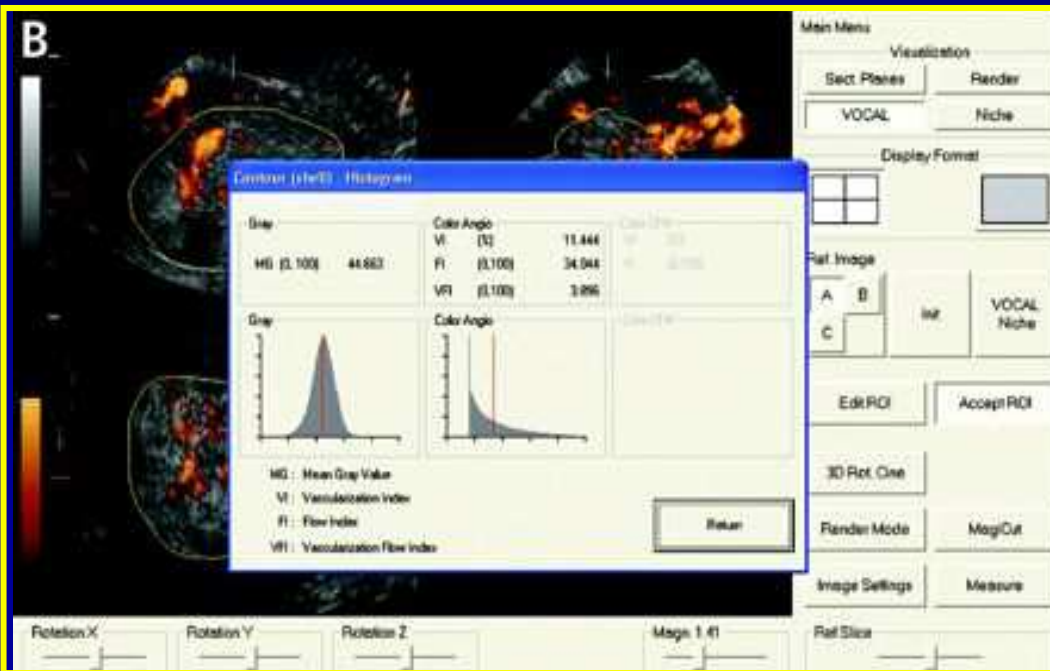 B
Main Menu
Visualization
Sect Planes Render
VOCAL Niche
Display Format
Contour (shell) : Histogram
Gray
MG (0,100) 44.863
Color Angio
VI (%) 11.444
FI (0,100) 34.044
VFI (0,100) 3.896
Gray
Color Angio
MG : Mean Gray Value
VI : Vascularization Index
FI : Flow Index
VFI : Vascularization Flow Index
Return
Ref. Image
A B
C
Init
VOCAL
Niche
Edit ROI Accept ROI
3D Rot. Cine
Render Mode MagiCut
Image Settings Measure
Rotation X Rotation Y Rotation Z Magn 1.41 Ref.Slice